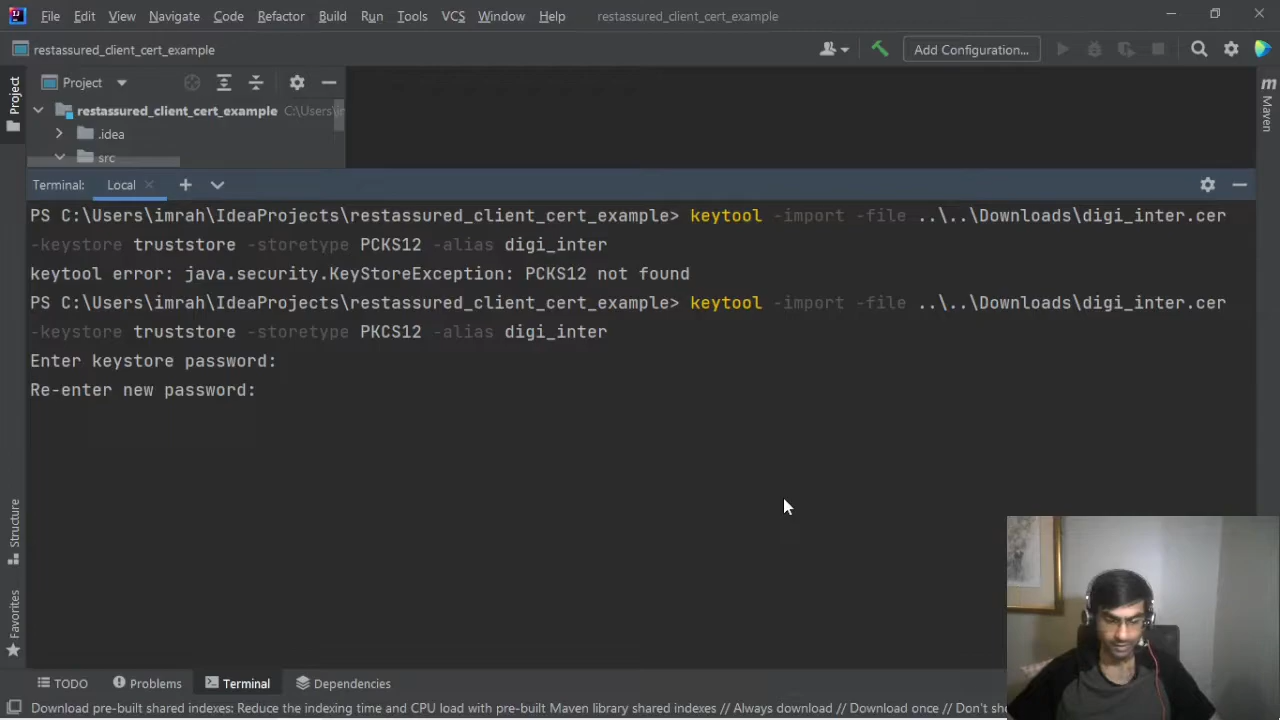 File Edit View Navigate Code Refactor Build Run Tools VCS Window Help restassured_client_cert_example
restassured_client_cert_example Add Configuration...
Project
Project
restassured_client_cert_example C:\Users\
.idea
src
Maven
Terminal: Local
PS C:\Users\imrah\IdeaProjects\restassured_client_cert_example> keytool -import -file ..\..\Downloads\digi_inter.cer
-keystore truststore -storetype PCKS12 -alias digi_inter
keytool error: java.security.KeyStoreException: PCKS12 not found
PS C:\Users\imrah\IdeaProjects\restassured_client_cert_example> keytool -import -file ..\..\Downloads\digi_inter.cer
-keystore truststore -storetype PKCS12 -alias digi_inter
Enter keystore password:
Re-enter new password:
Structure
Favorites
TODO Problems Terminal Dependencies
Download pre-built shared indexes: Reduce the indexing time and CPU load with pre-built Maven library shared indexes // Always download // Download once // Don't sho